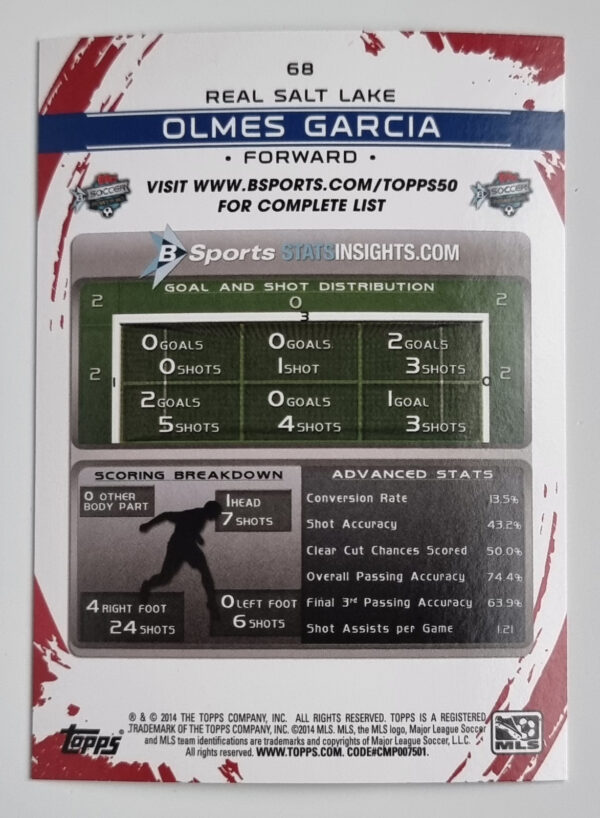 68
REAL SALT LAKE
OLMES GARCIA
• FORWARD •
SOCCER
VISIT WWW.BSPORTS.COM/TOPPS50
SOCCER
FOR COMPLETE LIST
B Sports STATSINSIGHTS.COM
GOAL AND SHOT DISTRIBUTION
2 0 2
3
0 GOALS 0 GOALS 2 GOALS
0 SHOTS 1 SHOT 3 SHOTS
2 1 0 2
2 GOALS 0 GOALS 1 GOAL
5 SHOTS 4 SHOTS 3 SHOTS
SCORING BREAKDOWN
0 OTHER
BODY PART
1 HEAD
7 SHOTS
4 RIGHT FOOT
24 SHOTS
0 LEFT FOOT
6 SHOTS
ADVANCED STATS
Conversion Rate 13.5%
Shot Accuracy 43.2%
Clear Cut Chances Scored 50.0%
Overall Passing Accuracy 74.4%
Final 3rd Passing Accuracy 63.9%
Shot Assists per Game 1.21
topps®
® & © 2014 THE TOPPS COMPANY, INC. ALL RIGHTS RESERVED. TOPPS IS A REGISTERED
TRADEMARK OF THE TOPPS COMPANY, INC. ©2014 MLS. MLS, the MLS logo, Major League Soccer
and MLS team identifications are trademarks and copyrights of Major League Soccer, L.L.C.
All rights reserved. WWW.TOPPS.COM. CODE#CMP007501.
MLS